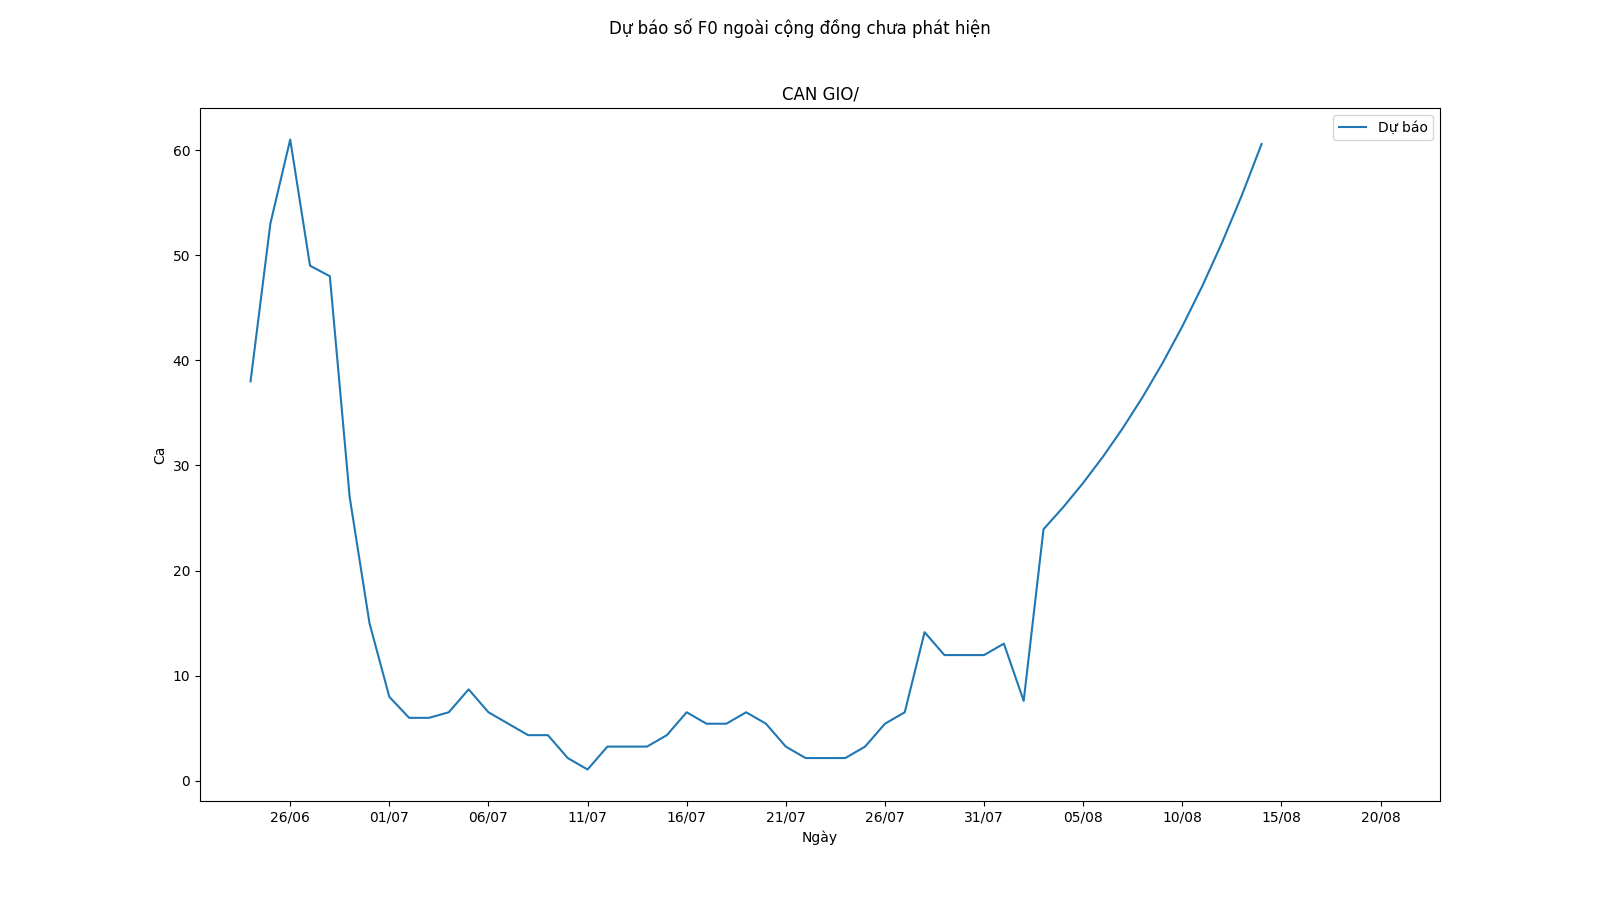 Dự báo số F0 ngoài cộng đồng chưa phát hiện
CAN GIO/
Dự báo
60
50
40
30
20
10
0
Ca
26/06 01/07 06/07 11/07 16/07 21/07 26/07 31/07 05/08 10/08 15/08 20/08
Ngày